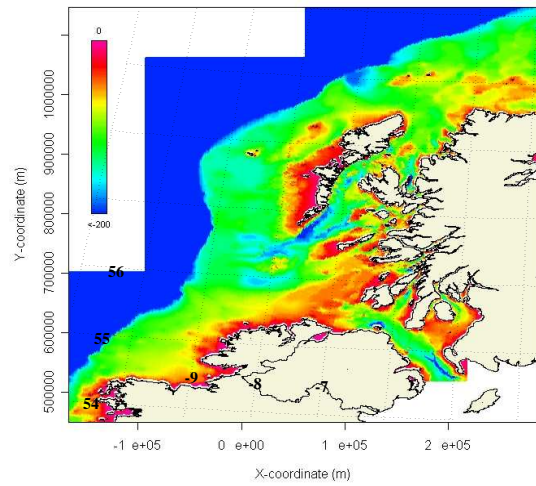 0
<-200
1000000
900000
800000
700000
600000
500000
Y-coordinate (m)
56
55
54
-9
-8
-7
-1 e+05
0 e+00
1 e+05
2 e+05
X-coordinate (m)